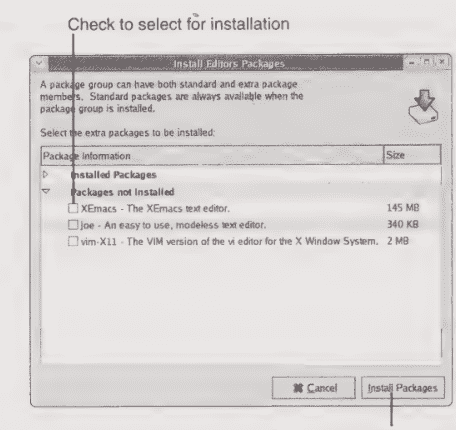 Check to select for installation
Install Editors Packages
A package group can have both standard and extra package
members. Standard packages are always available when the
package group is installed.
Select the extra packages to be installed:
Package Information Size
Installed Packages
Packages not Installed
XEmacs - The XEmacs text editor. 145 MB
joe - An easy to use, modeless text editor. 340 KB
vim-X11 - The VIM version of the vi editor for the X Window System. 2 MB
Cancel Install Packages